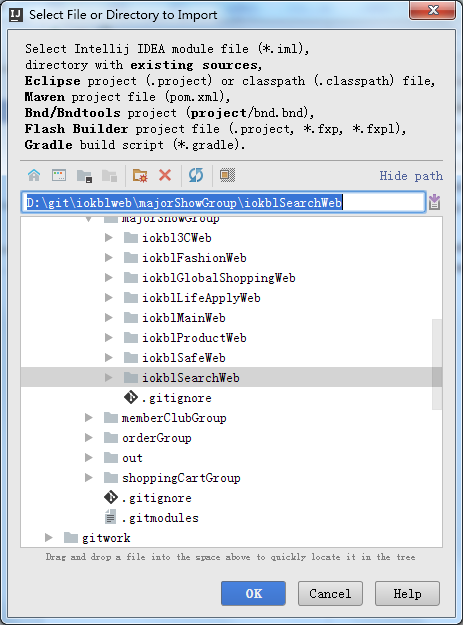 Select File or Directory to Import
Select Intellij IDEA module file (*.iml),
directory with existing sources,
Eclipse project (.project) or classpath (.classpath) file,
Maven project file (pom.xml),
Bnd/Bndtools project (project/bnd.bnd),
Flash Builder project file (.project, *.fxp, *.fxpl),
Gradle build script (*.gradle).
Hide path
D:\git\iokblweb\majorShowGroup\iokblSearchWeb
majorShowGroup
iokbl3CWeb
iokblFashionWeb
iokblGlobalShoppingWeb
iokblLifeApplyWeb
iokblMainWeb
iokblProductWeb
iokblSafeWeb
iokblSearchWeb
.gitignore
memberClubGroup
orderGroup
out
shoppingCartGroup
.gitignore
.gitmodules
gitwork
Drag and drop a file into the space above to quickly locate it in the tree
OK Cancel Help